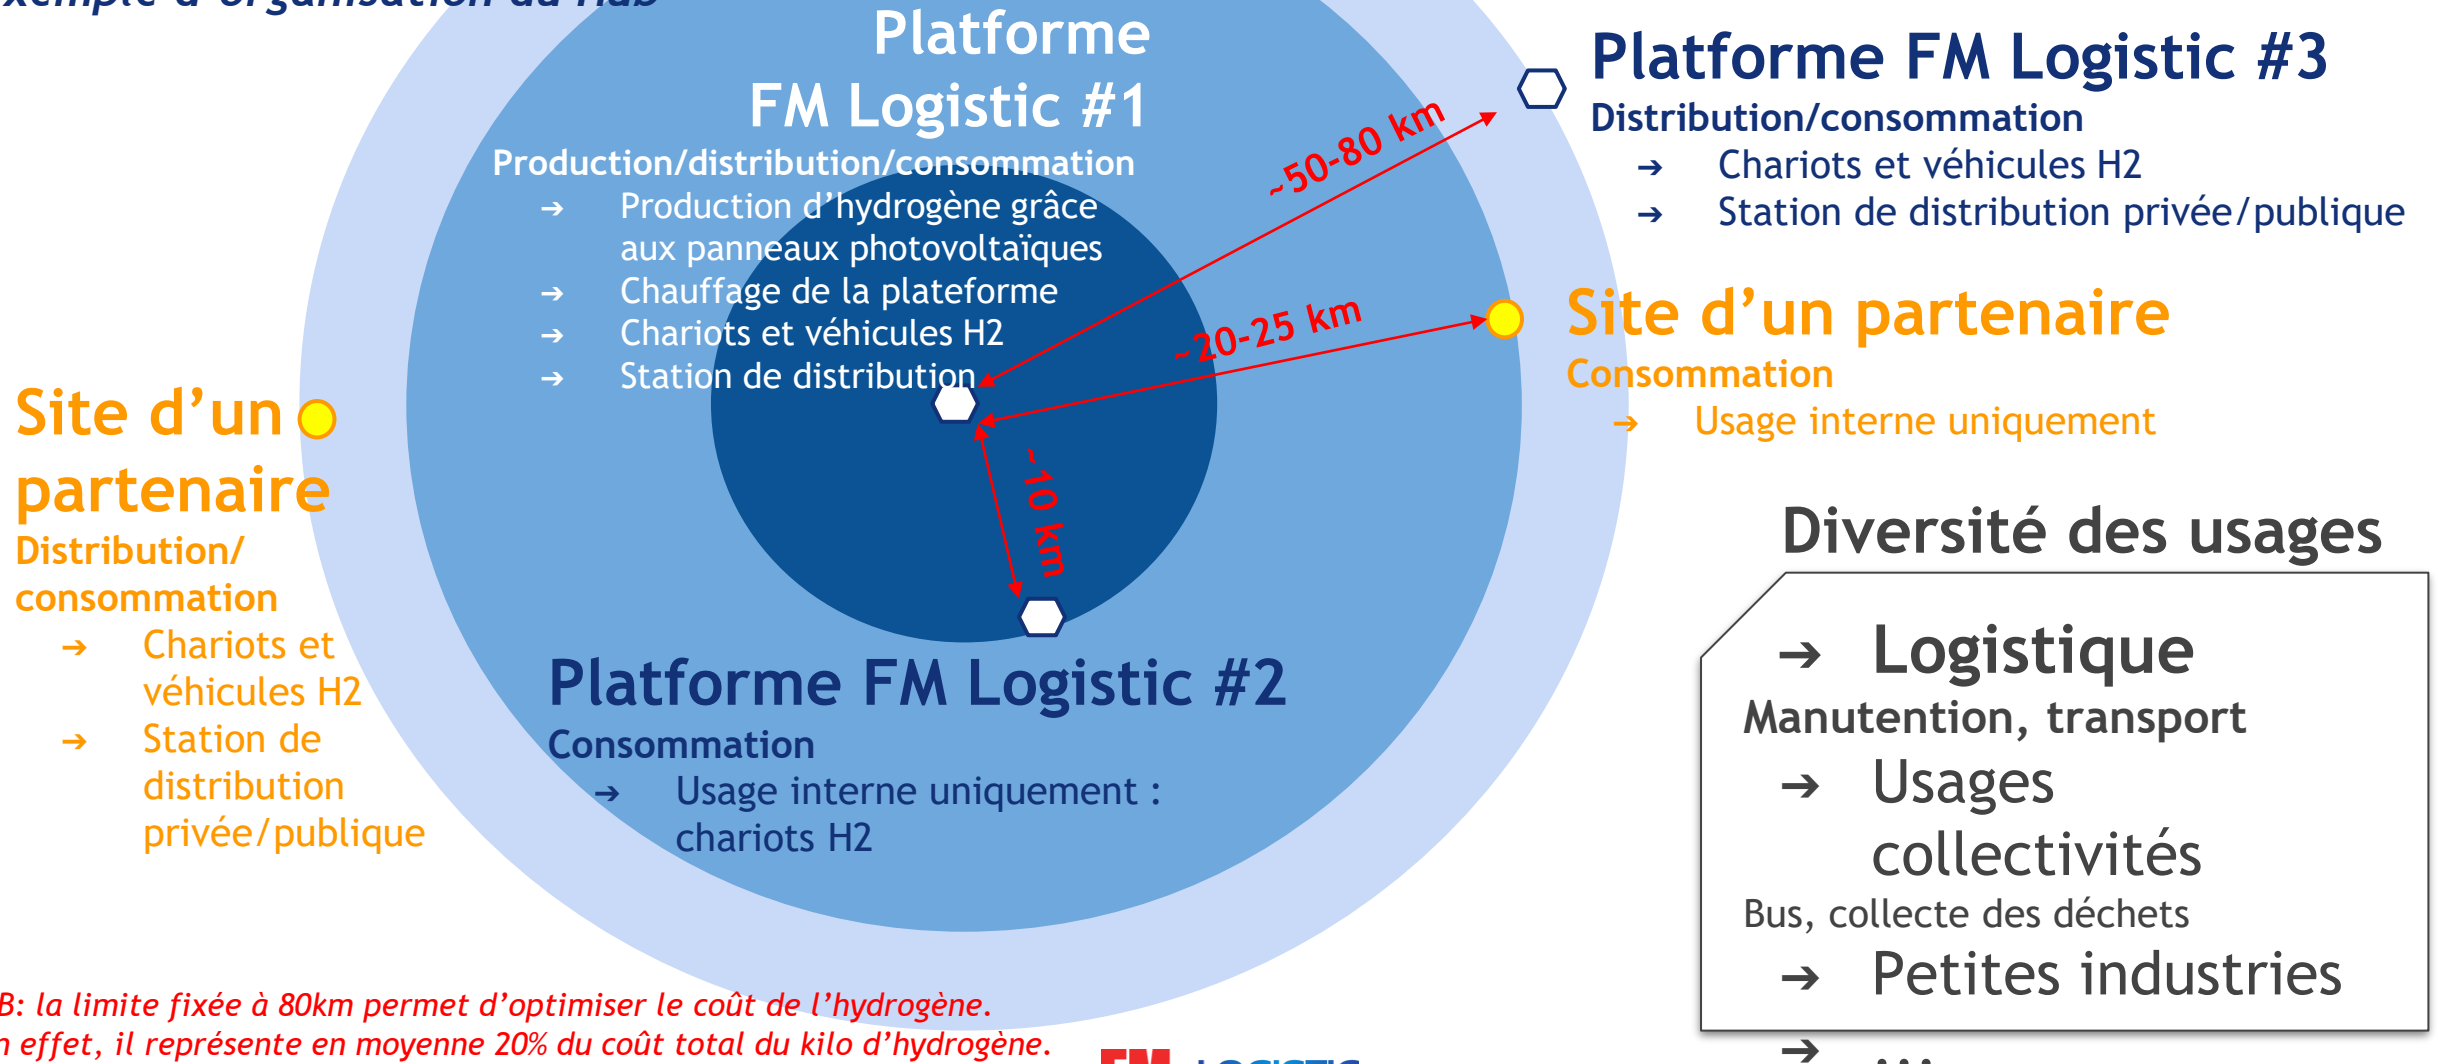 exemple d'organisation du Hub
Platforme
FM Logistic #1
Production/distribution/consommation
➔ Production d'hydrogène grâce
aux panneaux photovoltaïques
➔ Chauffage de la plateforme
➔ Chariots et véhicules H2
➔ Station de distribution
~50-80 km
~20-25 km
~10 km
Platforme FM Logistic #3
Distribution/consommation
➔ Chariots et véhicules H2
➔ Station de distribution privée/publique
Site d'un partenaire
Consommation
➔ Usage interne uniquement
Site d'un
partenaire
Distribution/
consommation
➔ Chariots et
véhicules H2
➔ Station de
distribution
privée/publique
Platforme FM Logistic #2
Consommation
➔ Usage interne uniquement :
chariots H2
Diversité des usages
➔ Logistique
Manutention, transport
➔ Usages
collectivités
Bus, collecte des déchets
➔ Petites industries
➔ ...
B: la limite fixée à 80km permet d'optimiser le coût de l'hydrogène.
n effet, il représente en moyenne 20% du coût total du kilo d'hydrogène.
FM LOGISTIC